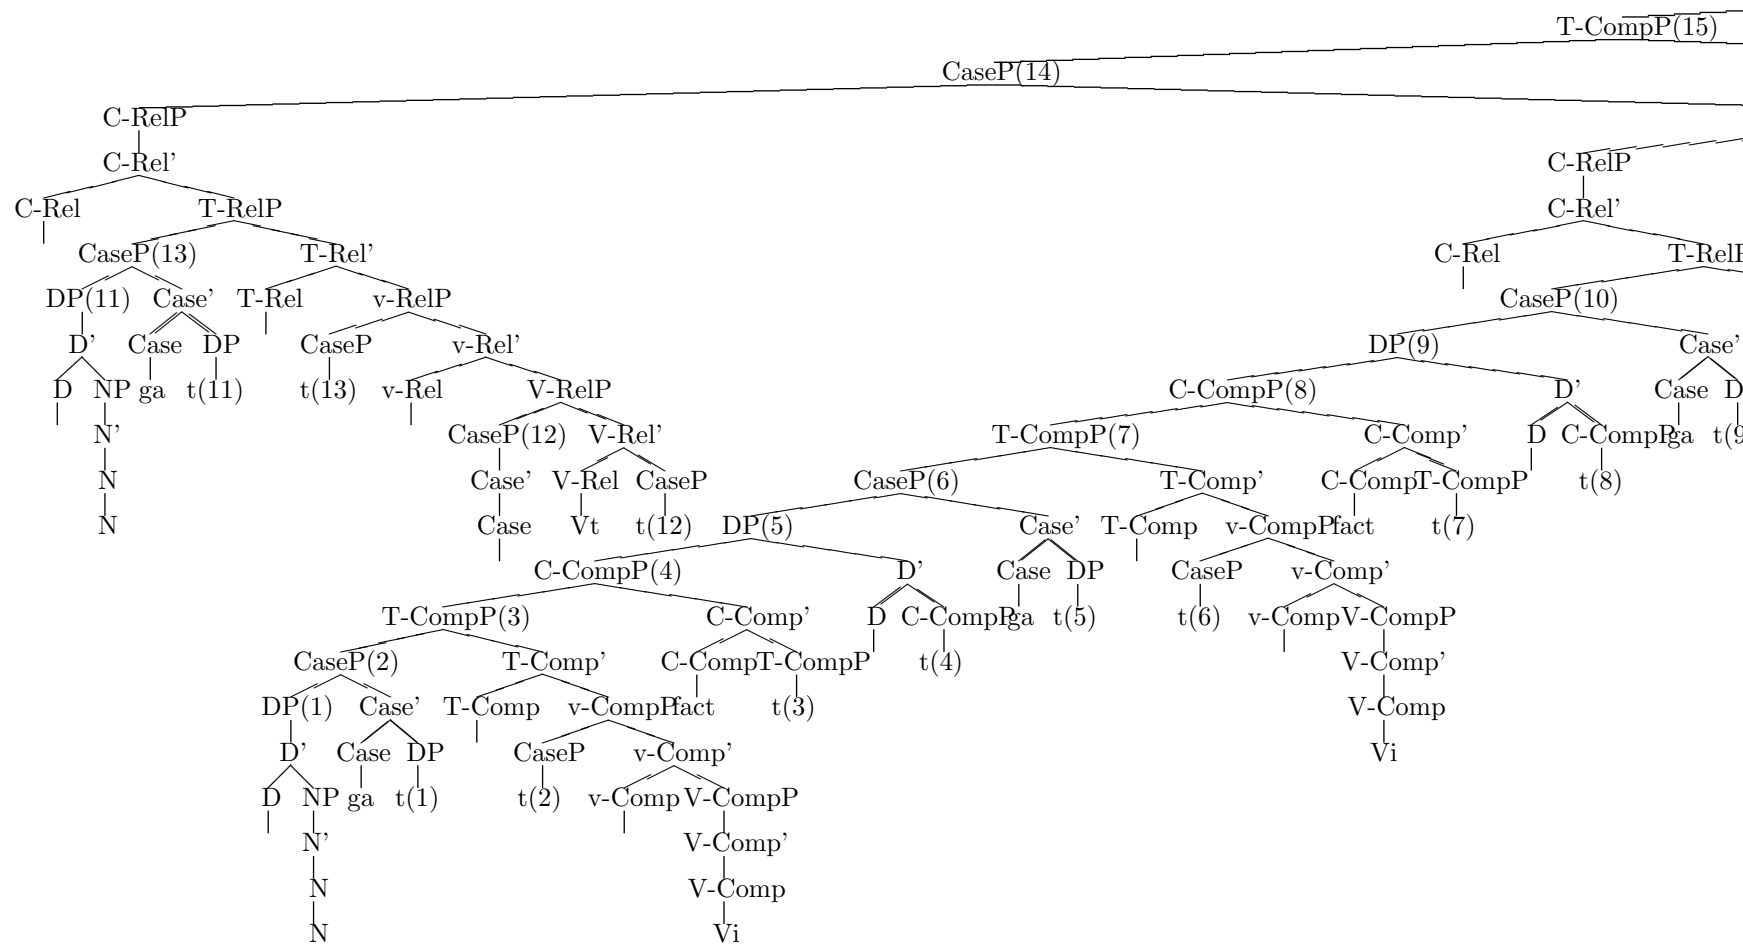 T-CompP(15)
CaseP(14)
C-RelP
C-Rel' C-RelP
C-Rel T-RelP C-Rel'
CaseP(13) T-Rel' C-Rel T-RelP
DP(11) Case' T-Rel v-RelP CaseP(10)
D' Case DP CaseP v-Rel' DP(9) Case'
D NP ga t(11) t(13) v-Rel V-RelP C-CompP(8) D' Case D
N' CaseP(12) V-Rel' T-CompP(7) C-Comp' D C-CompP ga t(9
N Case' V-Rel CaseP CaseP(6) T-Comp' C-Comp T-CompP t(8)
N Case Vt t(12) DP(5) Case' T-Comp v-CompP fact t(7)
C-CompP(4) D' Case DP CaseP v-Comp'
T-CompP(3) C-Comp' D C-CompP ga t(5) t(6) v-Comp V-CompP
CaseP(2) T-Comp' C-Comp T-CompP t(4) V-Comp'
DP(1) Case' T-Comp v-CompP fact t(3) V-Comp
D' Case DP CaseP v-Comp' Vi
D NP ga t(1) t(2) v-Comp V-CompP
N' V-Comp'
N V-Comp
N Vi